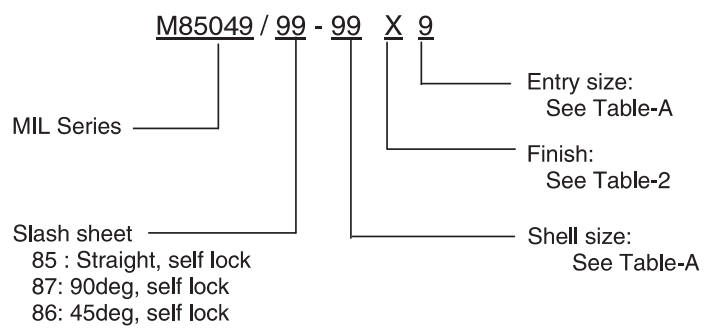 M85049 / 99 - 99 X 9
Entry size:
See Table-A
MIL Series
Finish:
See Table-2
Slash sheet
85 : Straight, self lock
87: 90deg, self lock
86: 45deg, self lock
Shell size:
See Table-A